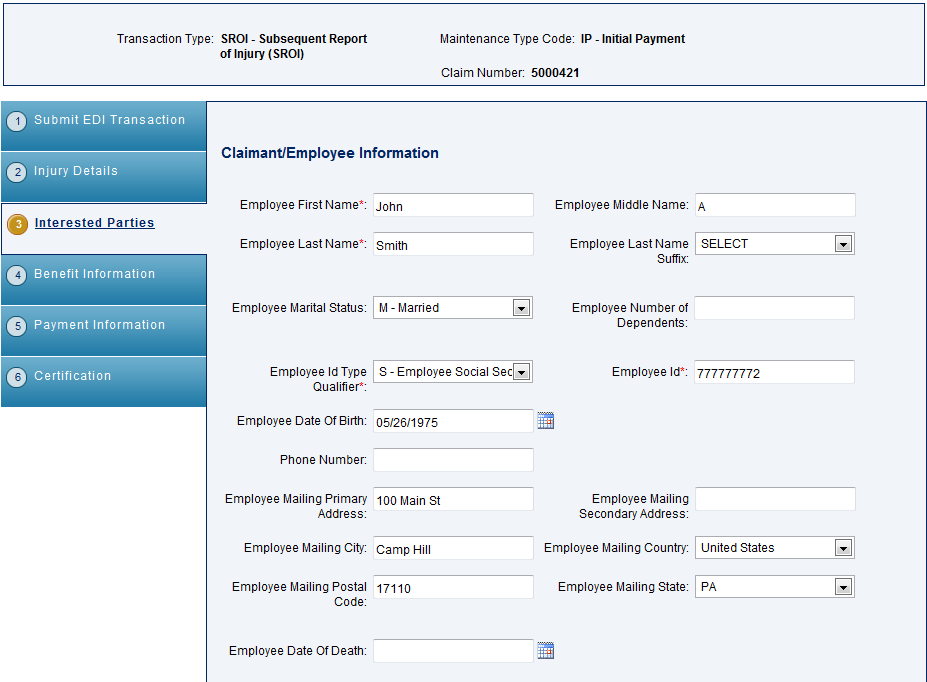 Transaction Type: SROI - Subsequent Report of Injury (SROI)
Maintenance Type Code: IP - Initial Payment
Claim Number: 5000421
1 Submit EDI Transaction
2 Injury Details
3 Interested Parties
4 Benefit Information
5 Payment Information
6 Certification
Claimant/Employee Information
Employee First Name*: John
Employee Middle Name: A
Employee Last Name*: Smith
Employee Last Name Suffix: SELECT
Employee Marital Status: M - Married
Employee Number of Dependents:
Employee Id Type Qualifier*: S - Employee Social Sec
Employee Id*: 777777772
Employee Date Of Birth: 05/26/1975
Phone Number:
Employee Mailing Primary Address: 100 Main St
Employee Mailing Secondary Address:
Employee Mailing City: Camp Hill
Employee Mailing Country: United States
Employee Mailing Postal Code: 17110
Employee Mailing State: PA
Employee Date Of Death: